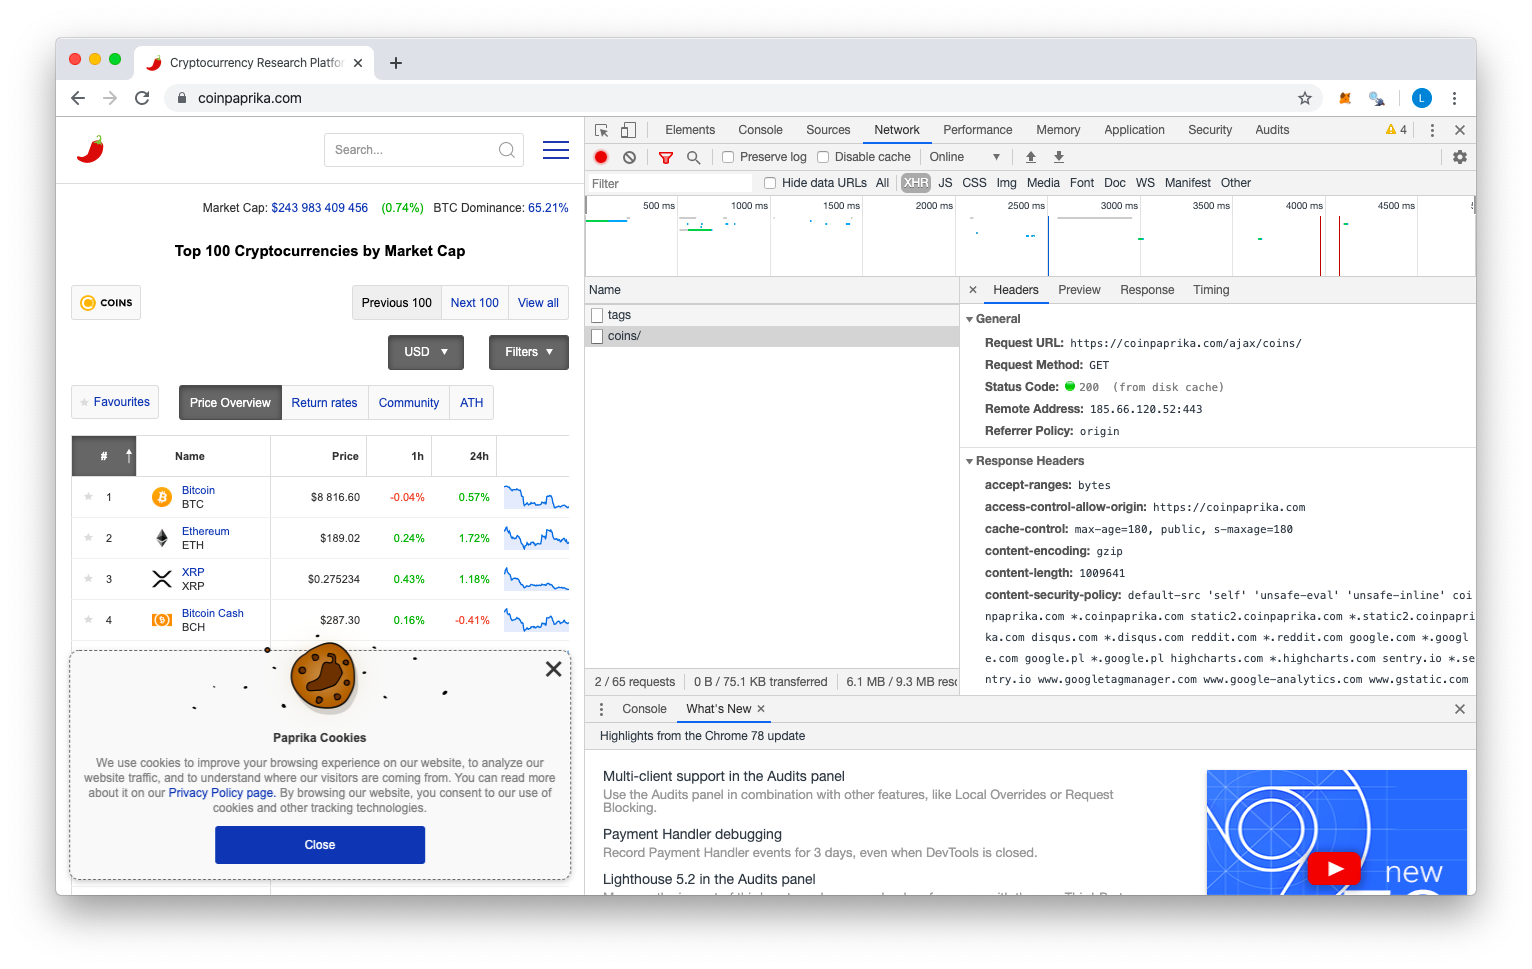 Cryptocurrency Research Platfo
coinpaprika.com
L
Search...
Market Cap: $243 983 409 456 (0.74%) BTC Dominance: 65.21%
Top 100 Cryptocurrencies by Market Cap
COINS
Previous 100 Next 100 View all
USD Filters
Favourites Price Overview Return rates Community ATH
# Name Price 1h 24h
1 Bitcoin BTC $8 816.60 -0.04% 0.57%
2 Ethereum ETH $189.02 0.24% 1.72%
3 XRP XRP $0.275234 0.43% 1.18%
4 Bitcoin Cash BCH $287.30 0.16% -0.41%
Paprika Cookies
We use cookies to improve your browsing experience on our website, to analyze our
website traffic, and to understand where our visitors are coming from. You can read more
about it on our Privacy Policy page. By browsing our website, you consent to our use of
cookies and other tracking technologies.
Close
Elements Console Sources Network Performance Memory Application Security Audits 4
Preserve log Disable cache Online
Filter Hide data URLs All XHR JS CSS Img Media Font Doc WS Manifest Other
500 ms 1000 ms 1500 ms 2000 ms 2500 ms 3000 ms 3500 ms 4000 ms 4500 ms
Name
tags
coins/
2 / 65 requests 0 B / 75.1 KB transferred 6.1 MB / 9.3 MB resc
Headers Preview Response Timing
General
Request URL: https://coinpaprika.com/ajax/coins/
Request Method: GET
Status Code: 200 (from disk cache)
Remote Address: 185.66.120.52:443
Referrer Policy: origin
Response Headers
accept-ranges: bytes
access-control-allow-origin: https://coinpaprika.com
cache-control: max-age=180, public, s-maxage=180
content-encoding: gzip
content-length: 1009641
content-security-policy: default-src 'self' 'unsafe-eval' 'unsafe-inline' coi
npaprika.com *.coinpaprika.com static2.coinpaprika.com *.static2.coinpapri
ka.com disqus.com *.disqus.com reddit.com *.reddit.com google.com *.googl
e.com google.pl *.google.pl highcharts.com *.highcharts.com sentry.io *.se
ntry.io www.googletagmanager.com www.google-analytics.com www.gstatic.com
Console What's New
Highlights from the Chrome 78 update
Multi-client support in the Audits panel
Use the Audits panel in combination with other features, like Local Overrides or Request
Blocking.
Payment Handler debugging
Record Payment Handler events for 3 days, even when DevTools is closed.
Lighthouse 5.2 in the Audits panel
new